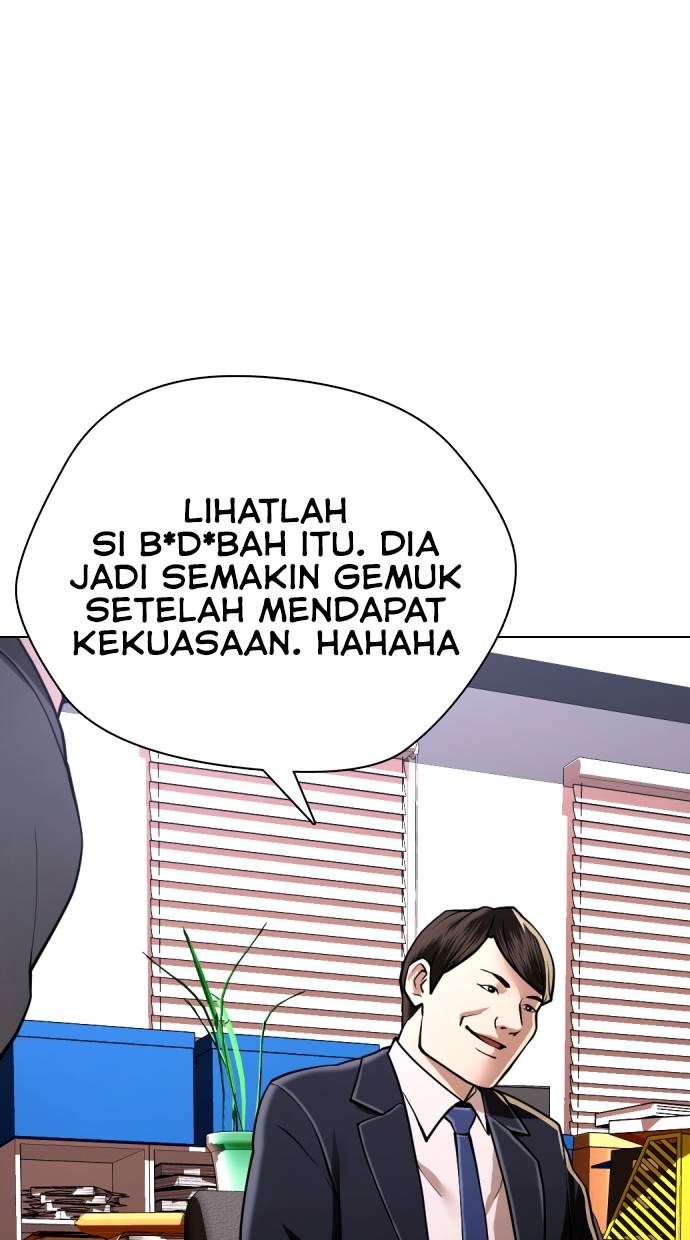 LIHATLAH
SI B*D*BAH ITU. DIA
JADI SEMAKIN GEMUK
SETELAH MENDAPAT
KEKUASAAN. HAHAHA